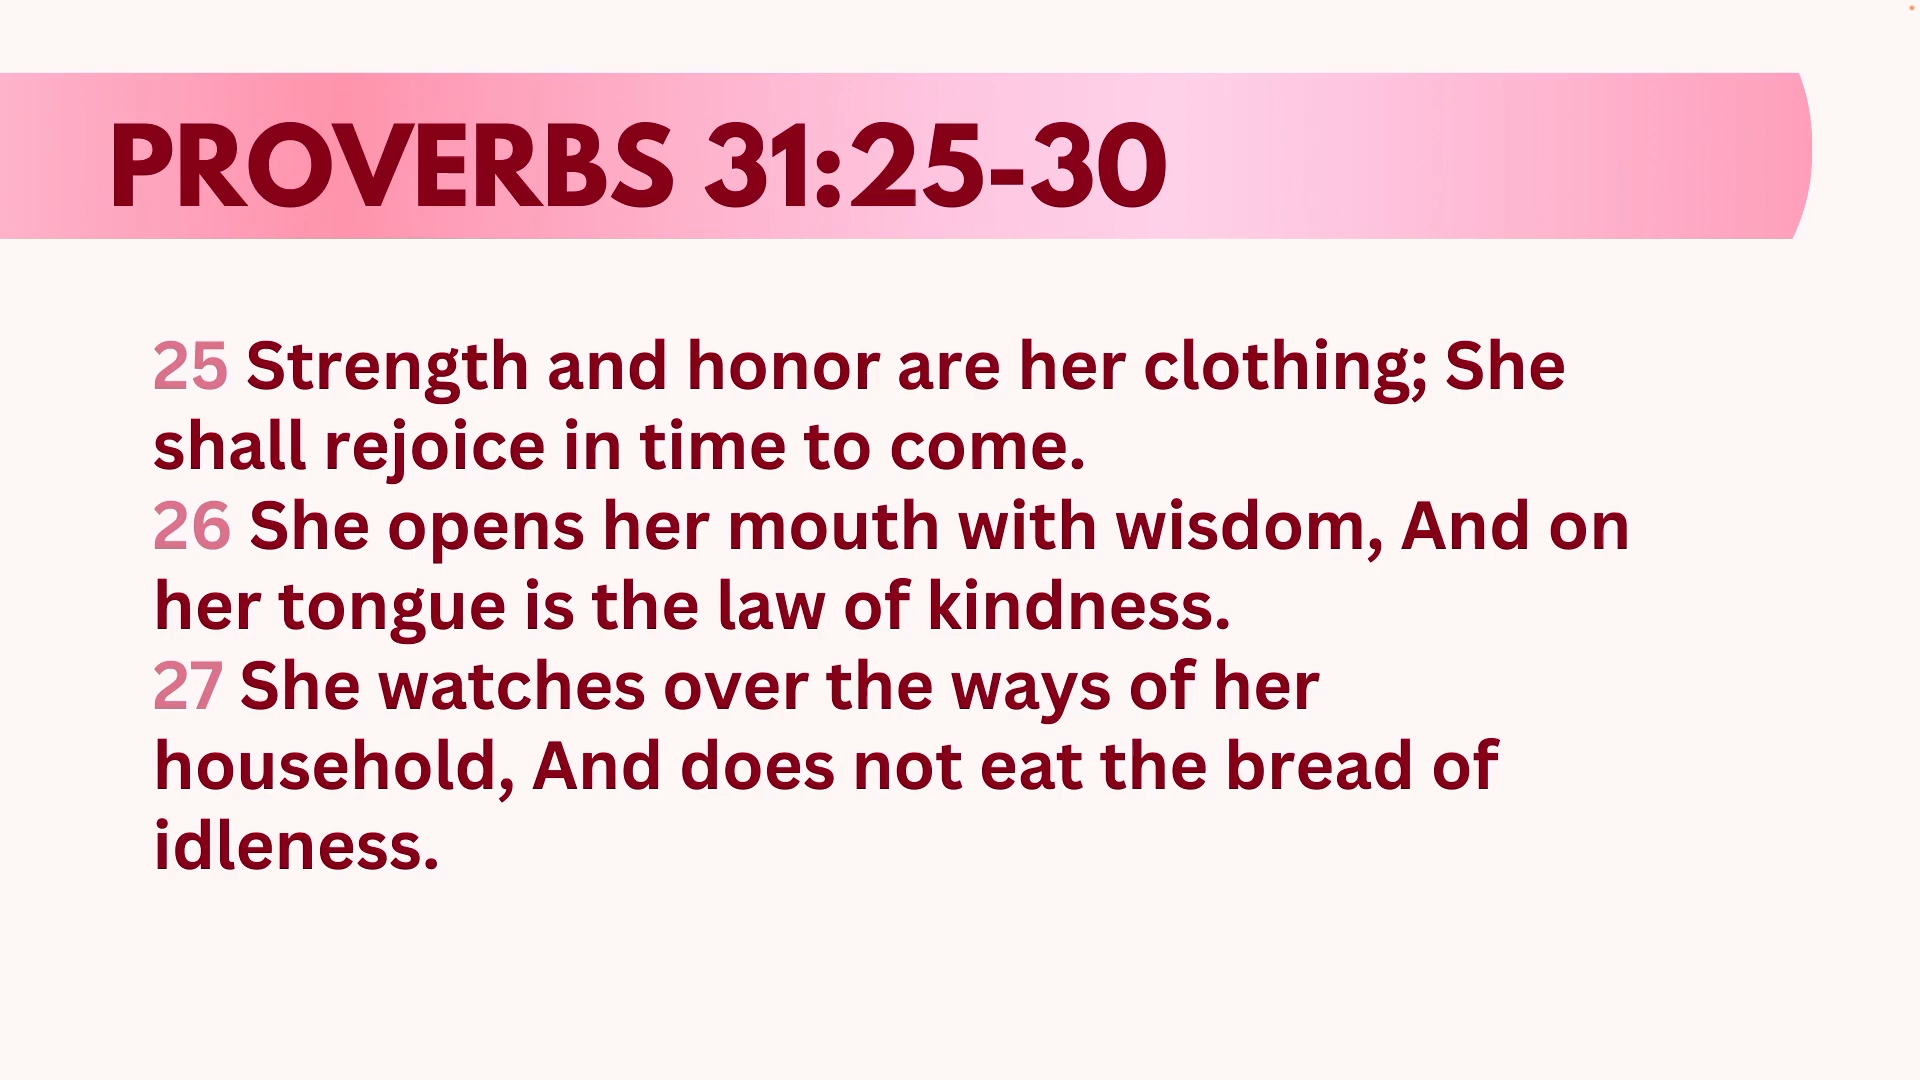 PROVERBS 31:25-30
25 Strength and honor are her clothing; She
shall rejoice in time to come.
26 She opens her mouth with wisdom, And on
her tongue is the law of kindness.
27 She watches over the ways of her
household, And does not eat the bread of
idleness.